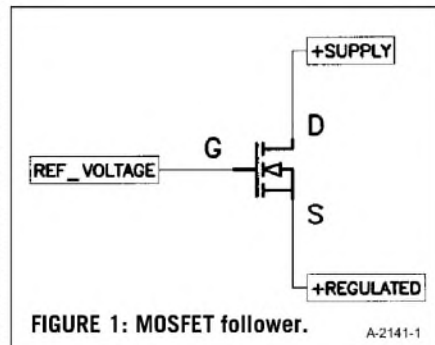 +SUPPLY
D
G
REF_VOLTAGE
S
+REGULATED
FIGURE 1: MOSFET follower.
A-2141-1